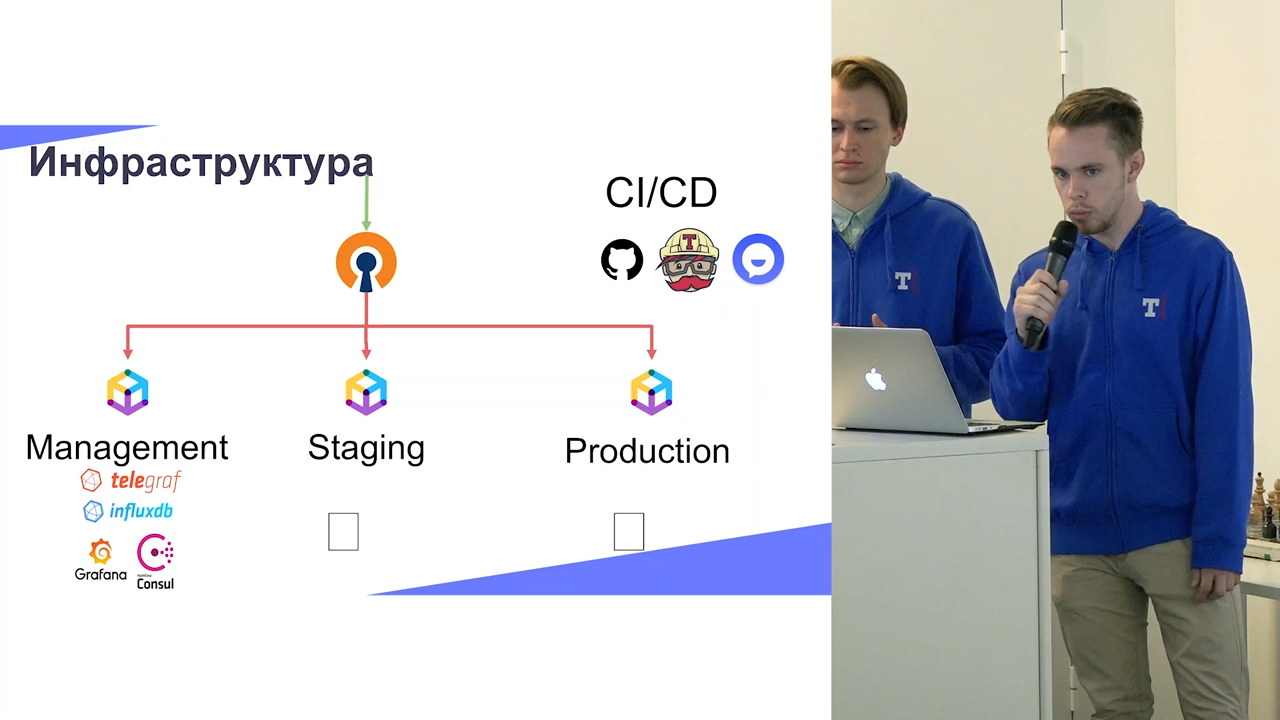 Инфраструктура
CI/CD
T
Management
Staging
Production
telegraf
influxdb
Grafana
Consul
T
T